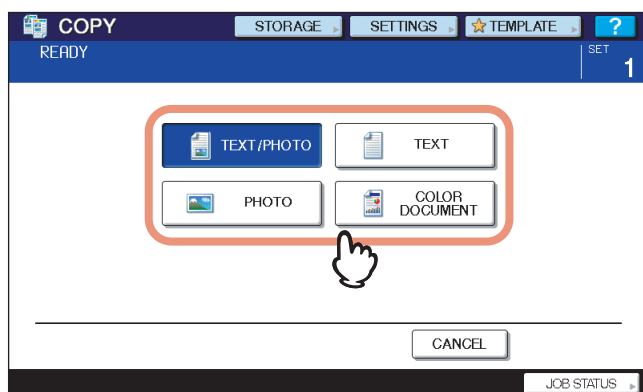 COPY STORAGE SETTINGS TEMPLATE ?
READY SET
1
TEXT/PHOTO TEXT
PHOTO COLOR
DOCUMENT
CANCEL
JOB STATUS